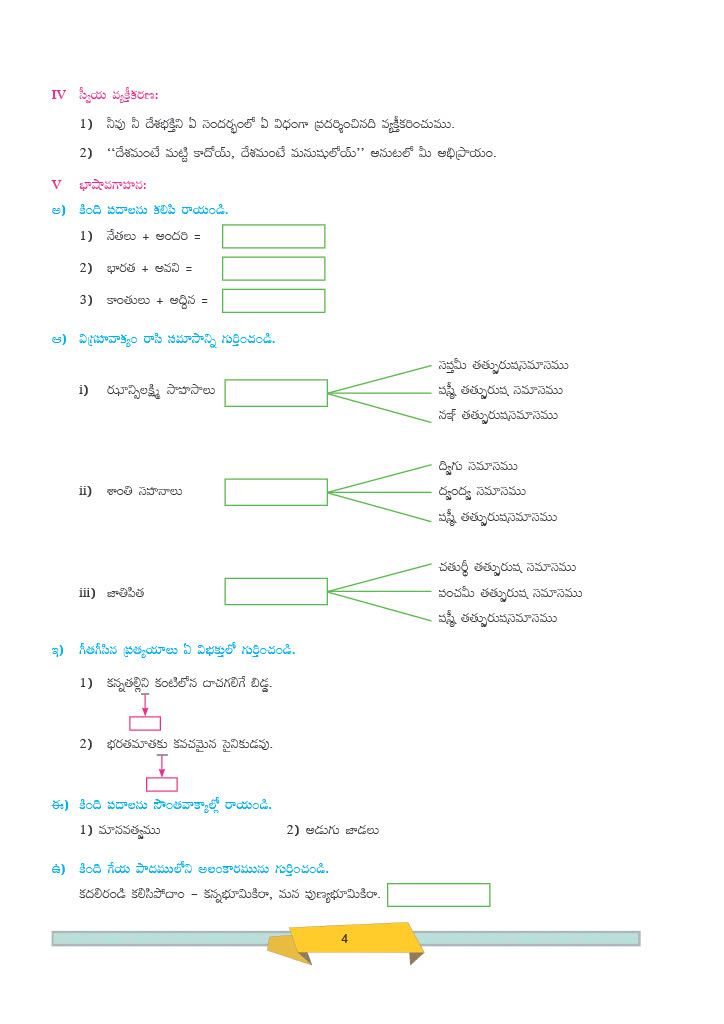 IV స్వీయ వ్యక్తీకరణ:
1) నీవు నీ దేశభక్తిని ఏ సందర్భంలో ఏ విధంగా ప్రదర్శించినది వ్యక్తీకరించుము.
2) ‘‘దేశమంటే మట్టి కాదోయ్, దేశమంటే మనుషులోయ్’’ అనుటలో మీ అభిప్రాయం.
V భాషావగాహన:
అ) కింది పదాలను కలిపి రాయండి.
1) నేతలు + అందరి =
2) భారత + అవని =
3) కాంతులు + అద్దిన =
ఆ) విగ్రహవాక్యం రాసి సమాసాన్ని గుర్తించండి.
సప్తమీ తత్పురుషసమాసము
i) ఝాన్సిలక్ష్మి సాహసాలు
షష్ఠీ తత్పురుష సమాసము
నఞ్ తత్పురుషసమాసము
ద్విగు సమాసము
ii) శాంతి సహనాలు
ద్వంద్వ సమాసము
షష్ఠీ తత్పురుషసమాసము
చతుర్థీ తత్పురుష సమాసము
iii) జాతిపిత
పంచమీ తత్పురుష సమాసము
షష్ఠీ తత్పురుషసమాసము
ఇ) గీతగీసిన ప్రత్యయాలు ఏ విభక్తులో గుర్తించండి.
1) కన్నతల్లిని కంటిలోన దాచగలిగే బిడ్డ.
2) భరతమాతకు కవచమైన సైనికుడవు.
ఈ) కింది పదాలను సొంతవాక్యాల్లో రాయండి.
1) మానవత్వము 2) అడుగు జాడలు
ఉ) కింది గేయ పాదములోని అలంకారమును గుర్తించండి.
కదలిరండి కలిసిపోదాం – కన్నభూమికిరా, మన పుణ్యభూమికిరా.
4